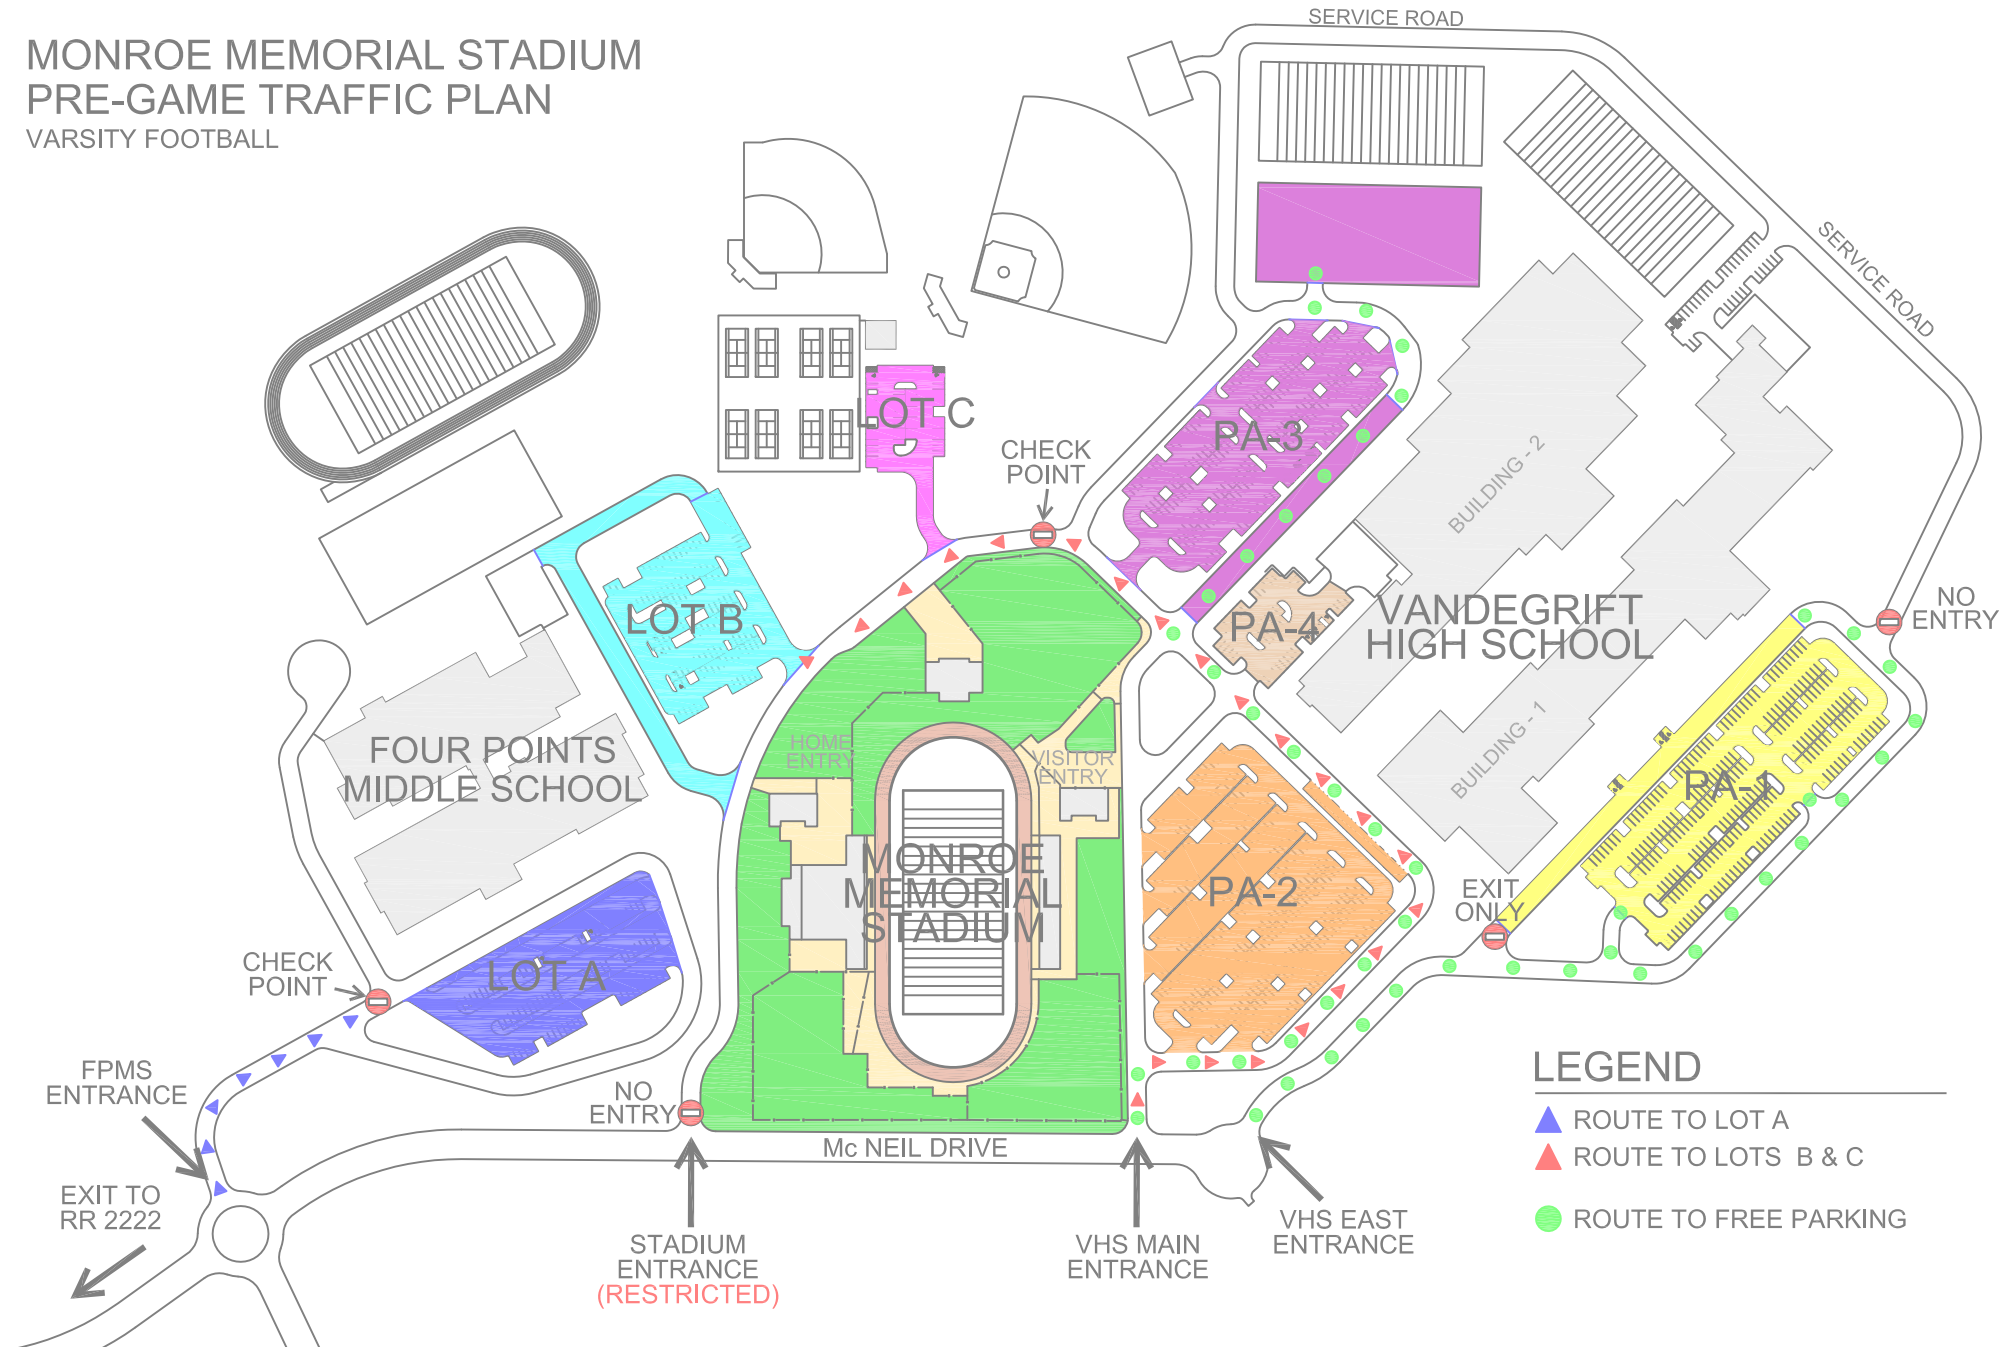 MONROE MEMORIAL STADIUM
PRE-GAME TRAFFIC PLAN
VARSITY FOOTBALL
SERVICE ROAD
SERVICE ROAD
LOT C
CHECK
POINT
PA-3
BUILDING - 2
LOT B
PA-4
VANDEGRIFT
HIGH SCHOOL
NO
ENTRY
FOUR POINTS
MIDDLE SCHOOL
HOME
ENTRY
VISITOR
ENTRY
BUILDING - 1
PA-1
MONROE
MEMORIAL
STADIUM
PA-2
EXIT
ONLY
CHECK
POINT
LOT A
FPMS
ENTRANCE
NO
ENTRY
Mc NEIL DRIVE
EXIT TO
RR 2222
STADIUM
ENTRANCE
(RESTRICTED)
VHS MAIN
ENTRANCE
VHS EAST
ENTRANCE
LEGEND
ROUTE TO LOT A
ROUTE TO LOTS B & C
ROUTE TO FREE PARKING